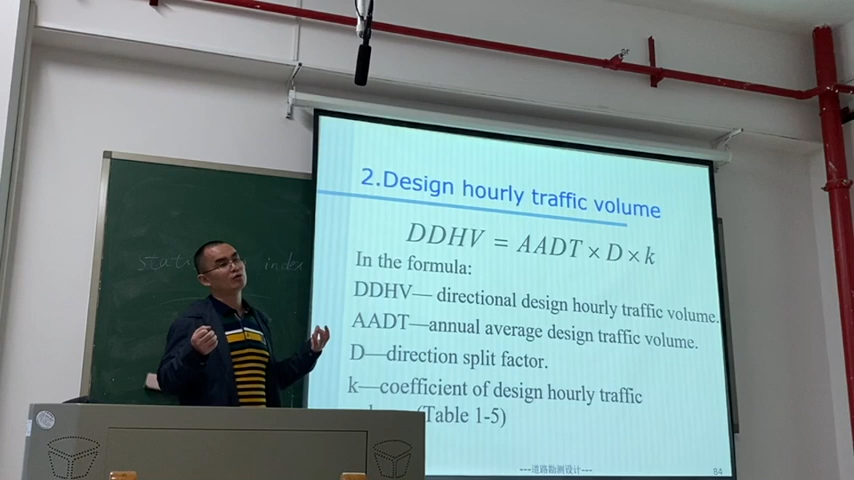 2.Design hourly traffic volume
DDHV = AADT × D × k
In the formula:
DDHV— directional design hourly traffic volume.
AADT—annual average design traffic volume.
D—direction split factor.
k—coefficient of design hourly traffic
(Table 1-5)
---道路勘测设计---
84
index